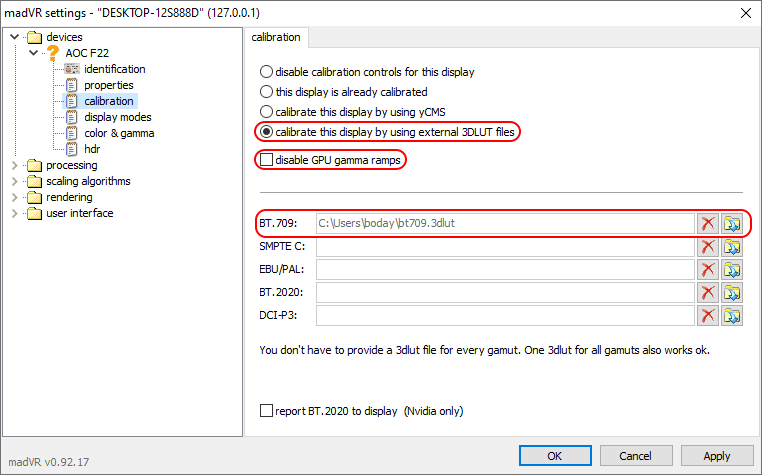 madVR settings - "DESKTOP-12S888D" (127.0.0.1)
devices
AOC F22
identification
properties
calibration
display modes
color & gamma
hdr
processing
scaling algorithms
rendering
user interface
madVR v0.92.17
calibration
disable calibration controls for this display
this display is already calibrated
calibrate this display by using yCMS
calibrate this display by using external 3DLUT files
disable GPU gamma ramps
BT.709: C:\Users\boday\bt709.3dlut
SMPTE C:
EBU/PAL:
BT.2020:
DCI-P3:
You don't have to provide a 3dlut file for every gamut. One 3dlut for all gamuts also works ok.
report BT.2020 to display (Nvidia only)
OK Cancel Apply